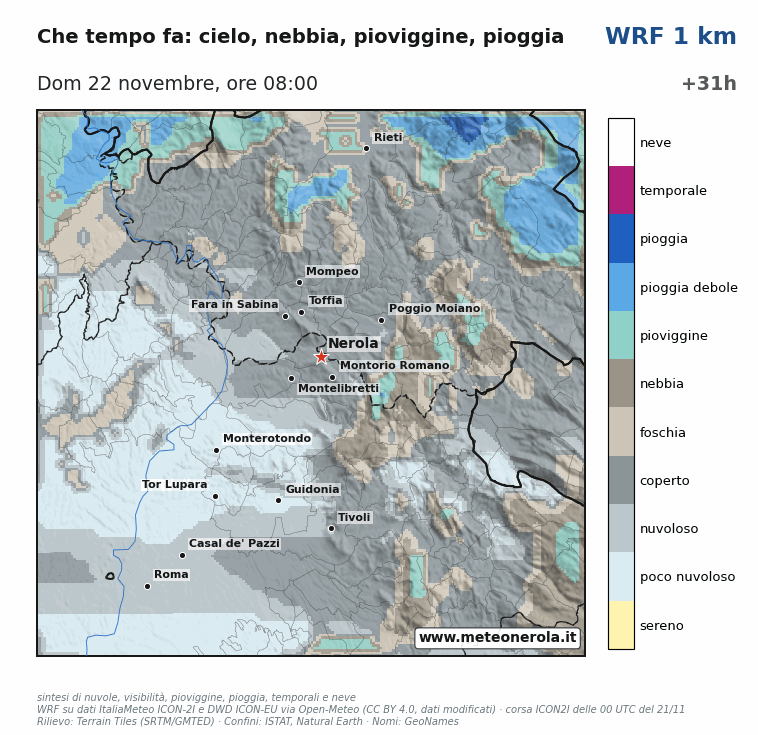 Che tempo fa: cielo, nebbia, pioviggine, pioggia
WRF 1 km
Dom 22 novembre, ore 08:00
+31h
Rieti
Mompeo
Fara in Sabina
Toffia
Poggio Moiano
Nerola
Montorio Romano
Montelibretti
Monterotondo
Tor Lupara
Guidonia
Tivoli
Casal de' Pazzi
Roma
www.meteonerola.it
neve
temporale
pioggia
pioggia debole
pioviggine
nebbia
foschia
coperto
nuvoloso
poco nuvoloso
sereno
sintesi di nuvole, visibilità, pioviggine, pioggia, temporali e neve
WRF su dati ItaliaMeteo ICON-2I e DWD ICON-EU via Open-Meteo (CC BY 4.0, dati modificati) · corsa ICON2I delle 00 UTC del 21/11
Rilievo: Terrain Tiles (SRTM/GMTED) · Confini: ISTAT, Natural Earth · Nomi: GeoNames